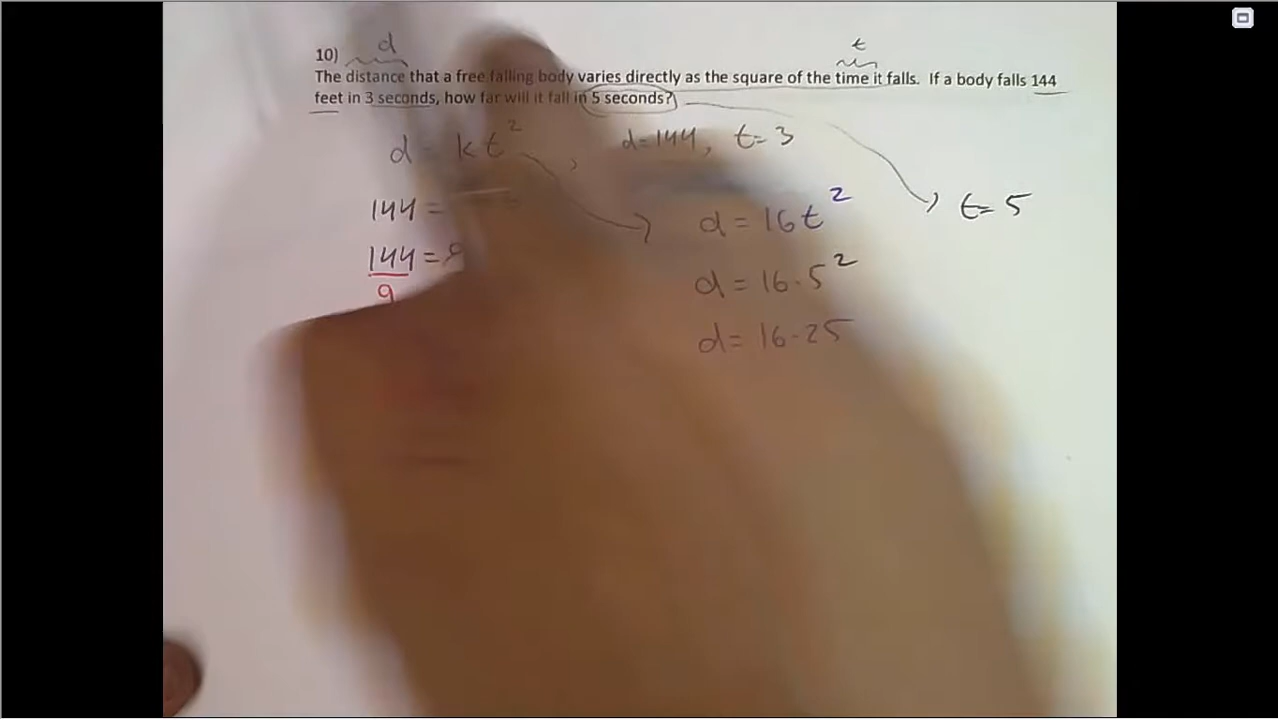 10)
d
t
The distance that a free falling body varies directly as the square of the time it falls. If a body falls 144
feet in 3 seconds, how far will it fall in 5 seconds?
d = kt²
d=144, t=3
144 =
d = 16t²
t=5
144 =
9
d = 16·5²
d = 16·25